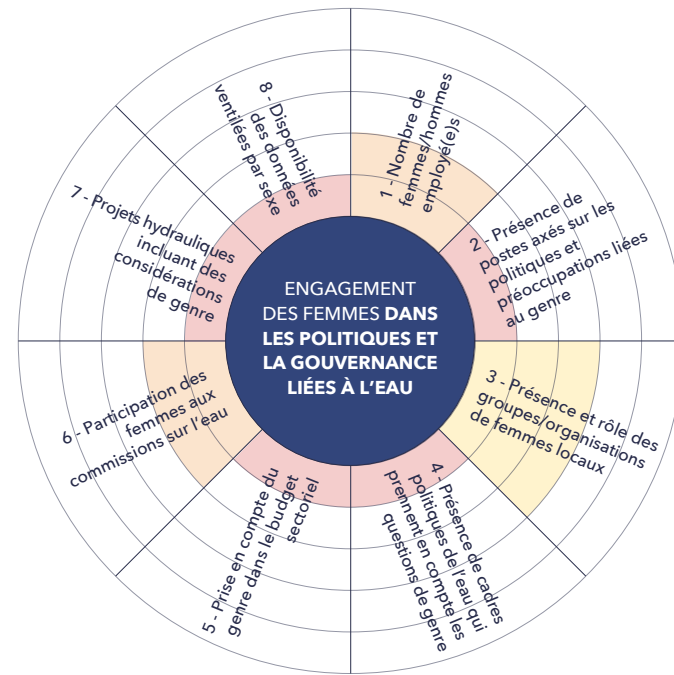 ENGAGEMENT
DES FEMMES DANS
LES POLITIQUES ET
LA GOUVERNANCE
LIÉES À L'EAU
1 - Nombre de
femmes/hommes
employé(e)s
2 - Présence de
postes axés sur les
politiques et
préoccupations liées
au genre
3 - Présence et rôle des
groupes/organisations
de femmes locaux
4 - Présence de cadres
politiques de l'eau qui
prennent en compte les
questions de genre
5 - Prise en compte du
genre dans le budget
sectoriel
6 - Participation des
femmes aux
commissions sur l'eau
7 - Projets hydrauliques
incluant des
considérations
de genre
8 - Disponibilité
des données
ventilées par sexe